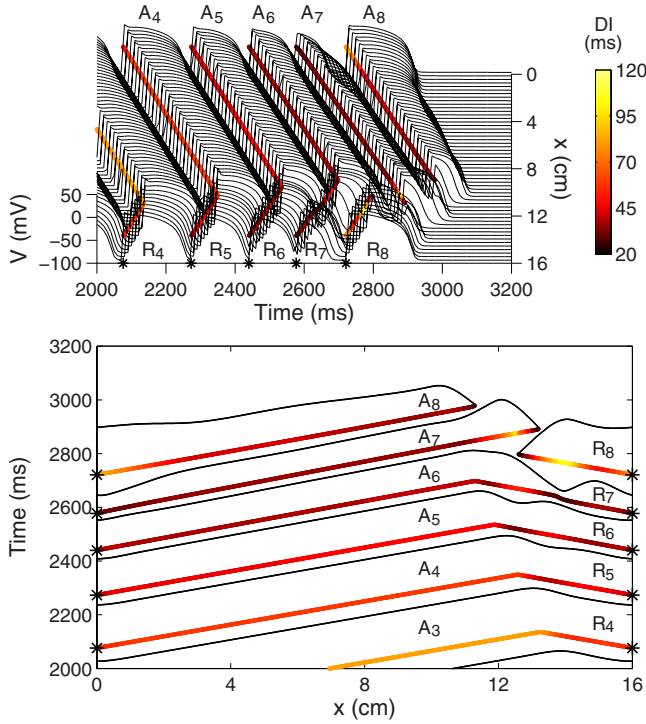 A4 A5 A6 A7 A8
DI
(ms)
120
95
70
45
20
0
4
8
12
16
x (cm)
50
0
−50
−100
V (mV)
R4 R5 R6 R7 R8
2000 2200 2400 2600 2800 3000 3200
Time (ms)
3200
3000
2800
2600
2400
2200
2000
Time (ms)
A8
A7
R8
A6
R7
A5
R6
A4
R5
A3
R4
0 4 8 12 16
x (cm)